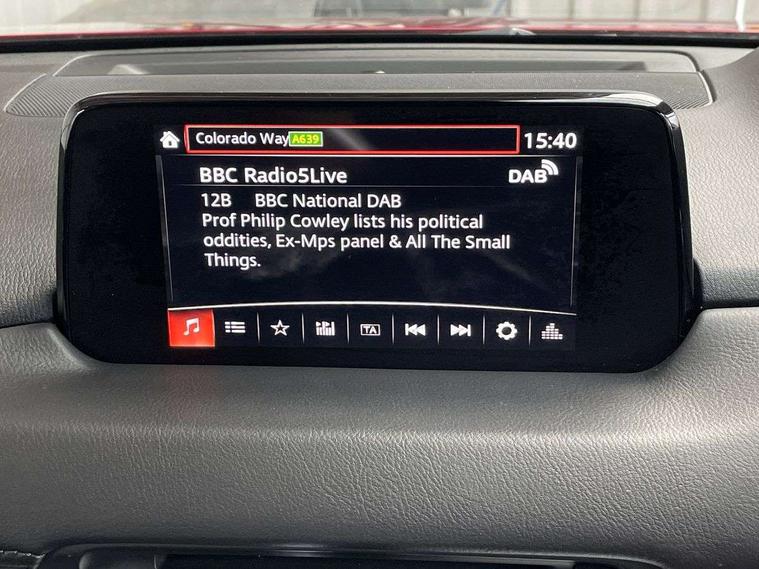 Colorado Way A639 15:40
BBC Radio5Live DAB
12B BBC National DAB
Prof Philip Cowley lists his political
oddities, Ex-Mps panel & All The Small
Things.
TA